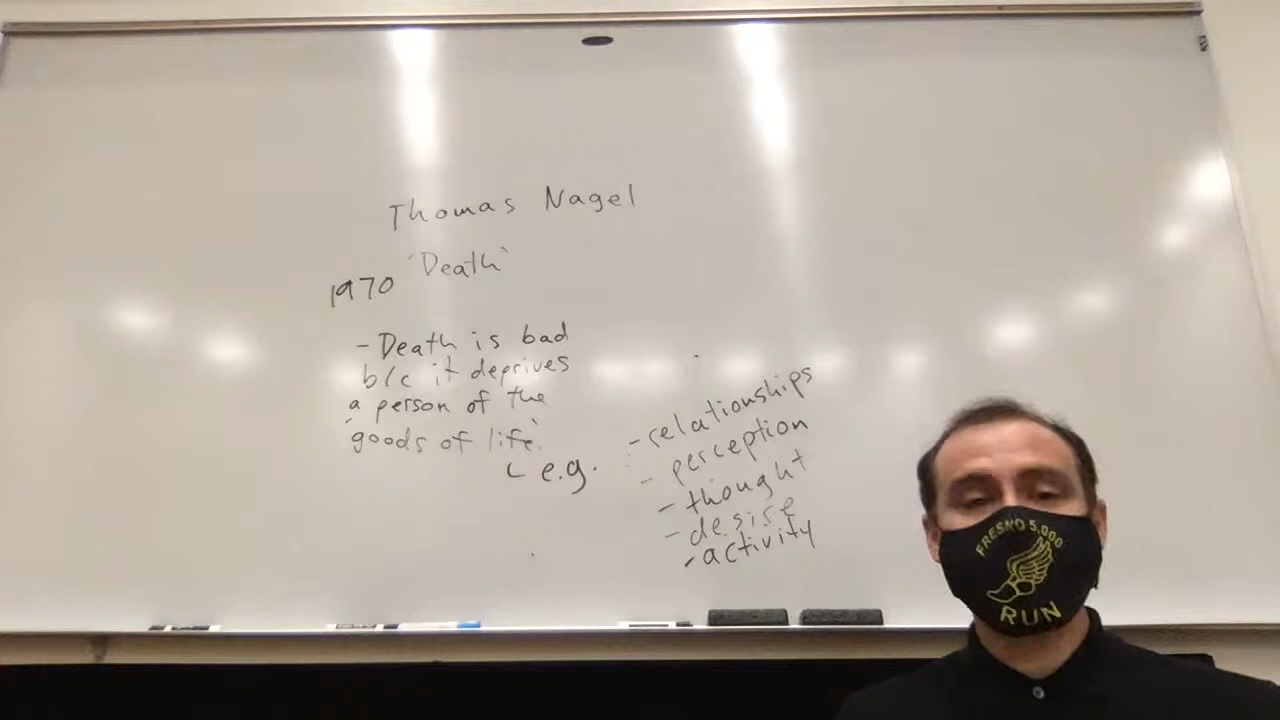 Thomas Nagel
'Death'
1970
- Death is bad
b/c it deprives
a person of the
'goods of life'.
e.g.
- relationships
- perception
- thought
- desire
- activity
FRESNO 5,000
RUN